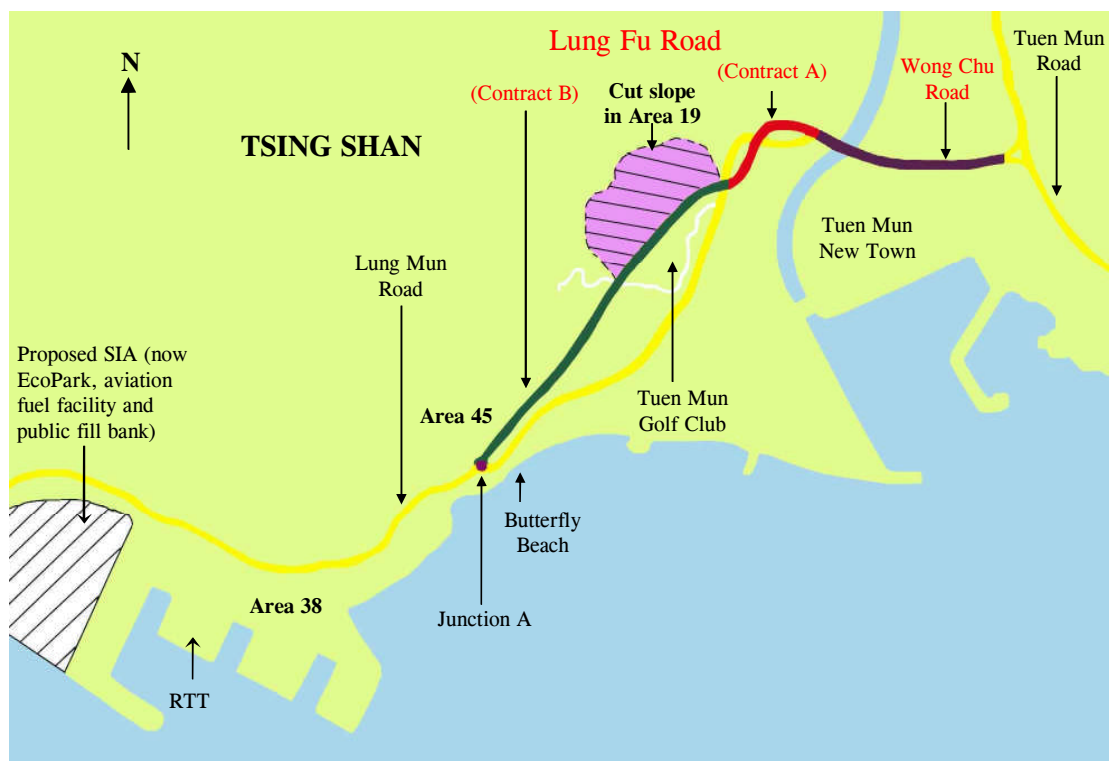 Lung Fu Road
Tuen Mun
Road
N
(Contract A)
Wong Chu
Road
(Contract B)
Cut slope
in Area 19
TSING SHAN
Tuen Mun
New Town
Lung Mun
Road
Proposed SIA (now
EcoPark, aviation
fuel facility and
public fill bank)
Tuen Mun
Golf Club
Area 45
Butterfly
Beach
Area 38
Junction A
RTT